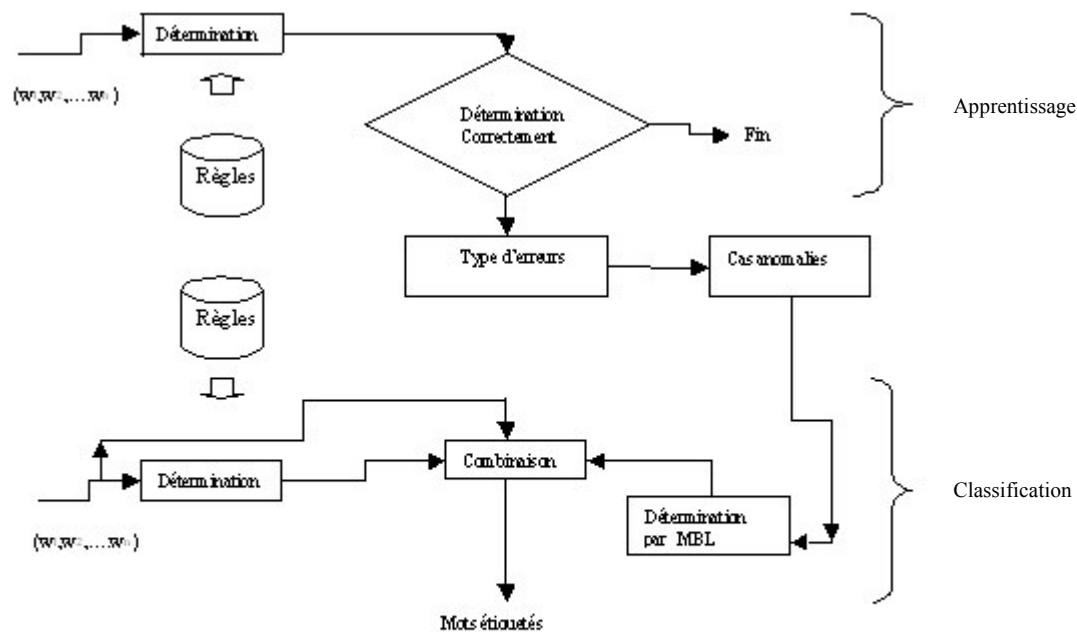 Détermination
(w₁,w₂,…wₙ)
Détermination
Correctement
Fin
Apprentissage
Règles
Type d'erreurs
Cas anomalies
Règles
Combinaison
Détermination
Détermination
par MBL
Classification
(w₁,w₂,…wₙ)
Mots étiquetés